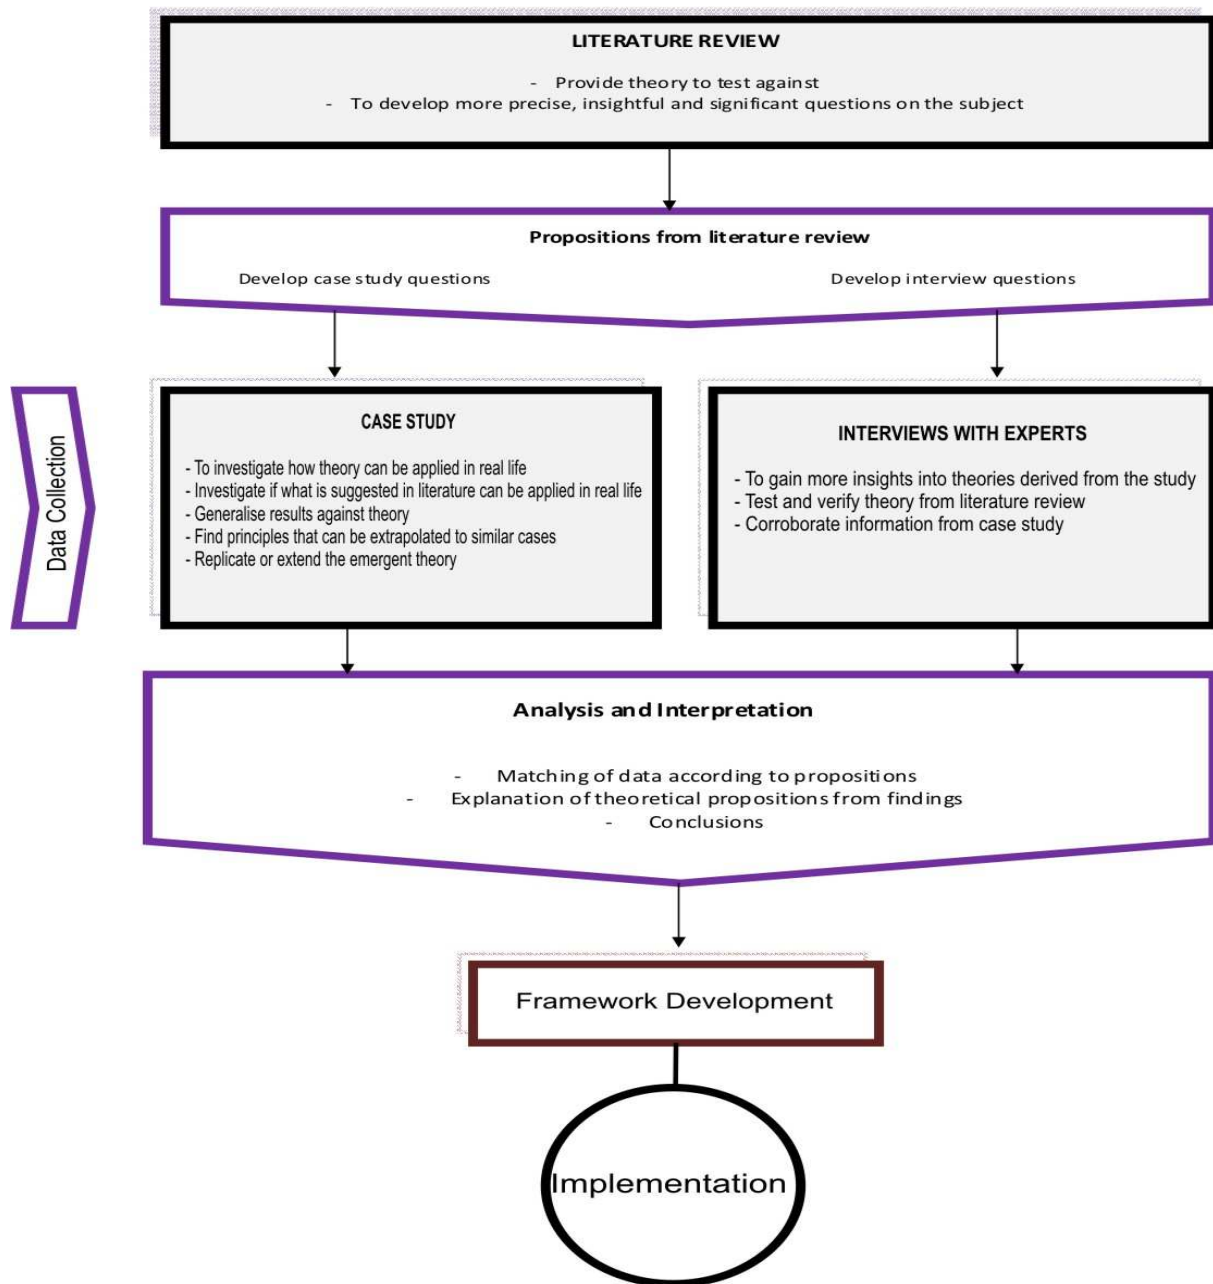 LITERATURE REVIEW
- Provide theory to test against
- To develop more precise, insightful and significant questions on the subject
Propositions from literature review
Develop case study questions
Develop interview questions
Data Collection
CASE STUDY
- To investigate how theory can be applied in real life
- Investigate if what is suggested in literature can be applied in real life
- Generalise results against theory
- Find principles that can be extrapolated to similar cases
- Replicate or extend the emergent theory
INTERVIEWS WITH EXPERTS
- To gain more insights into theories derived from the study
- Test and verify theory from literature review
- Corroborate information from case study
Analysis and Interpretation
- Matching of data according to propositions
- Explanation of theoretical propositions from findings
- Conclusions
Framework Development
Implementation